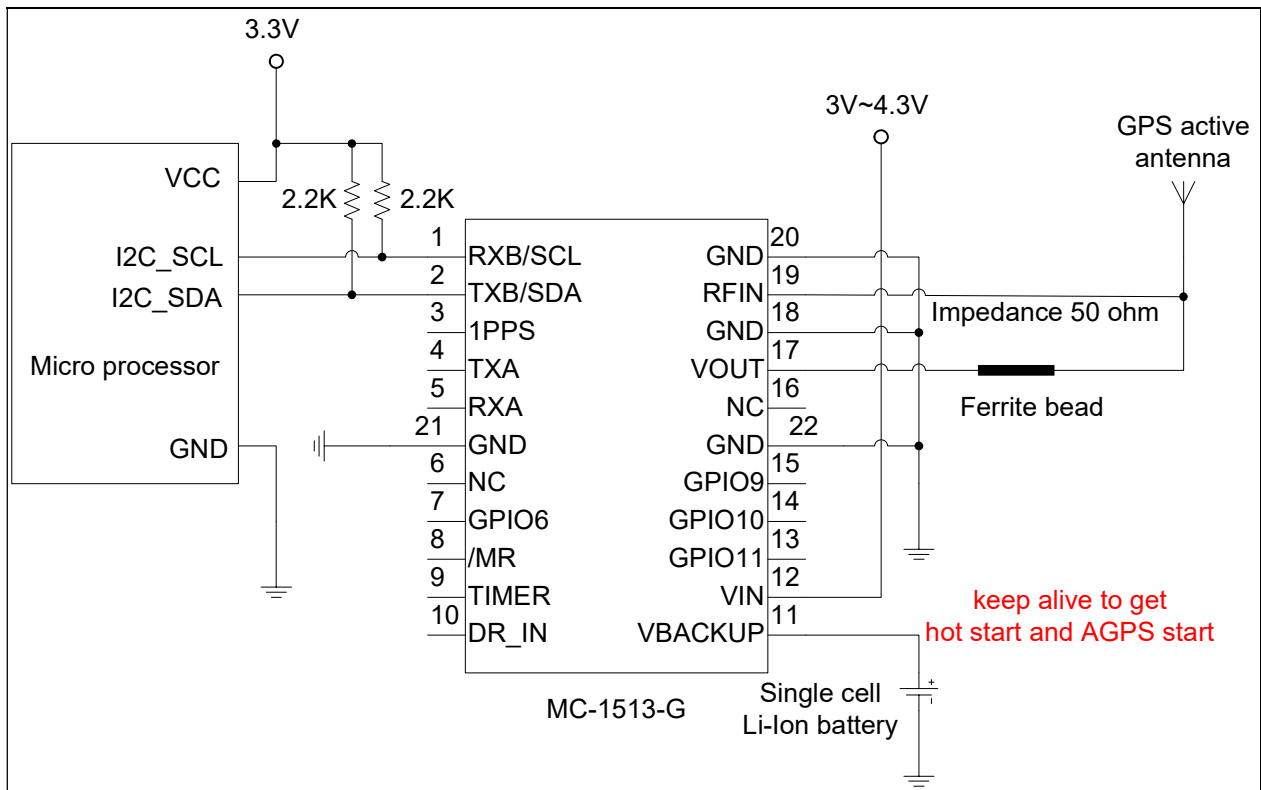 3.3V
3V~4.3V
GPS active
antenna
VCC
2.2K
2.2K
I2C_SCL
I2C_SDA
Micro processor
GND
1
RXB/SCL
2
TXB/SDA
3
1PPS
4
TXA
5
RXA
21
GND
6
NC
7
GPIO6
8
/MR
9
TIMER
10
DR_IN
20
GND
19
RFIN
18
GND
17
VOUT
16
NC
22
GND
15
GPIO9
14
GPIO10
13
GPIO11
12
VIN
11
VBACKUP
MC-1513-G
Impedance 50 ohm
Ferrite bead
keep alive to get
hot start and AGPS start
Single cell
Li-Ion battery
+
-